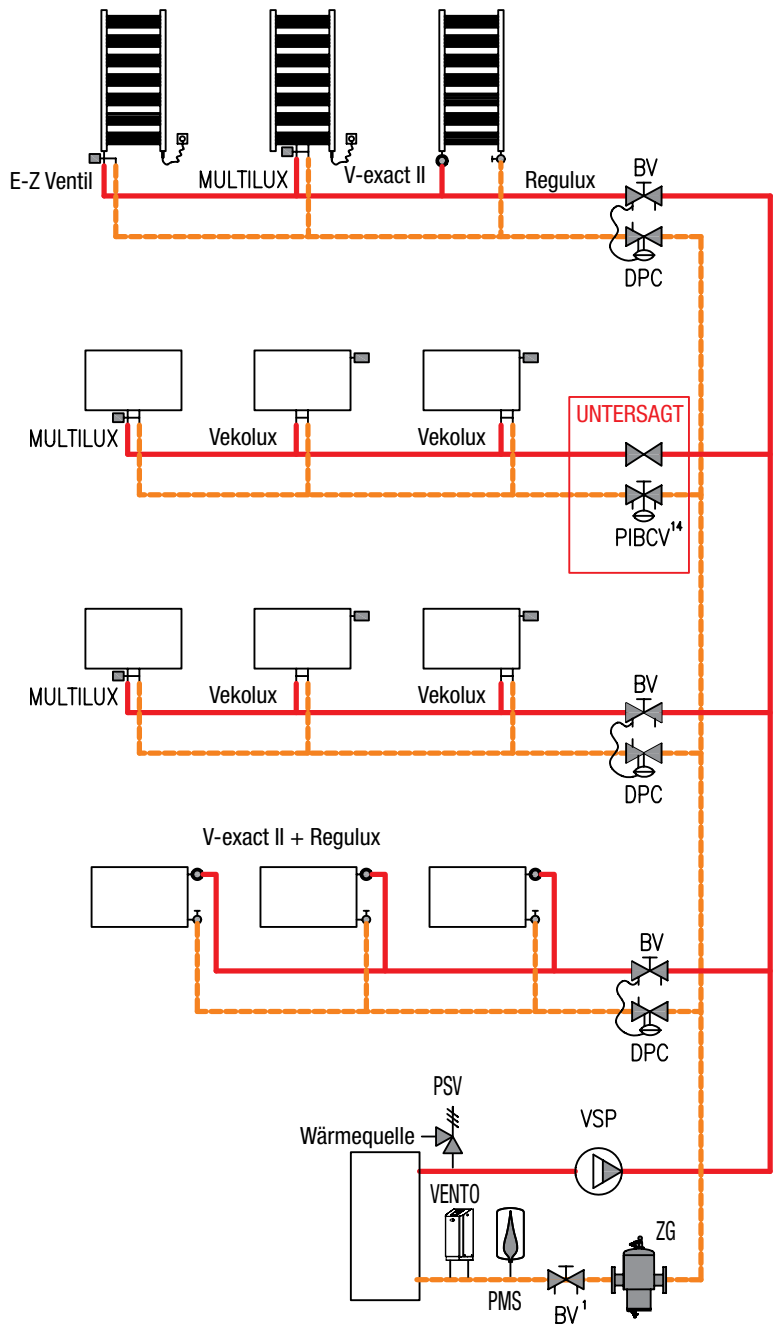 E-Z Ventil
MULTILUX
V-exact II
Regulux
BV
DPC
UNTERSAGT
MULTILUX
Vekolux
Vekolux
PIBCV¹⁴
MULTILUX
Vekolux
Vekolux
BV
DPC
V-exact II + Regulux
BV
DPC
PSV
VSP
Wärmequelle
VENTO
ZG
PMS
BV¹